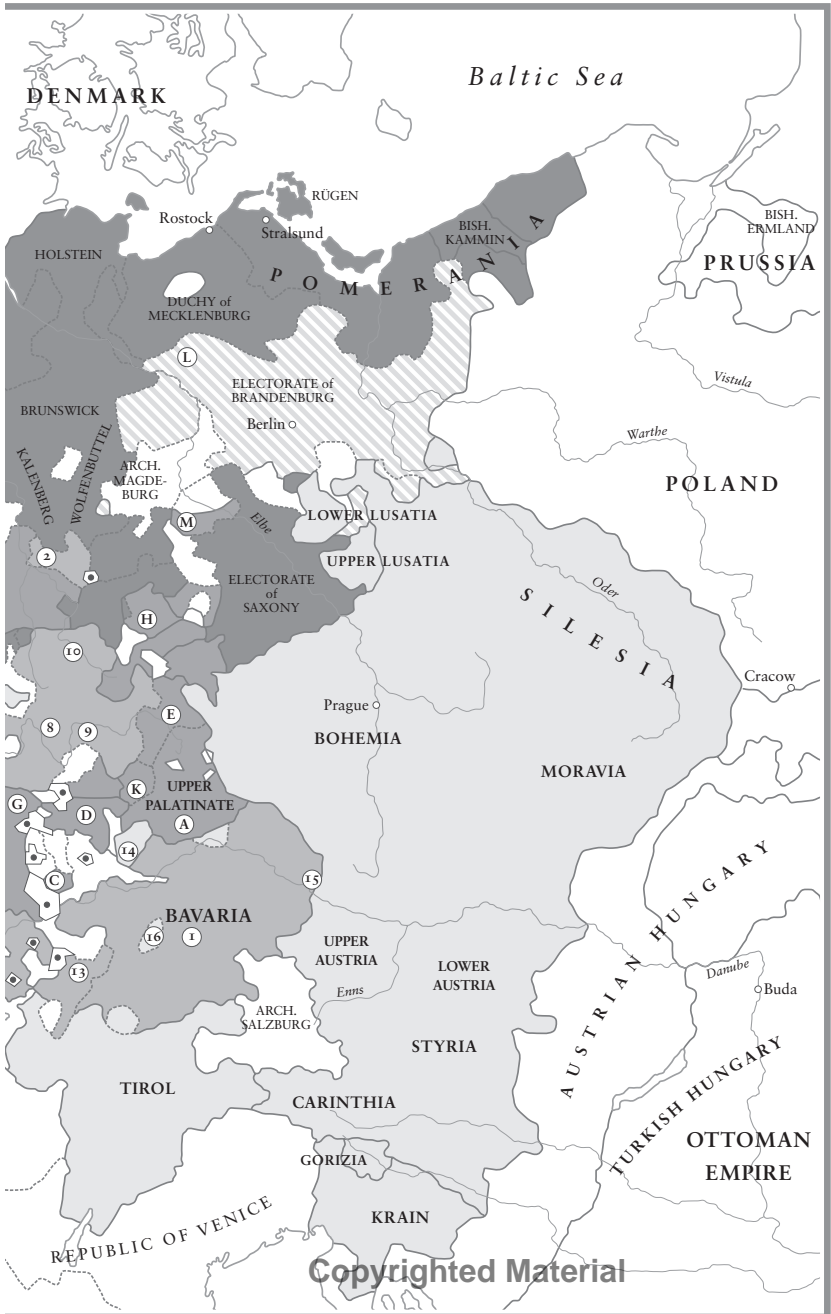 Baltic Sea
DENMARK
RÜGEN
Rostock
Stralsund
BISH.
KAMMIN
BISH.
ERMLAND
HOLSTEIN
PRUSSIA
POMERANIA
DUCHY of
MECKLENBURG
L
ELECTORATE of
BRANDENBURG
Vistula
BRUNSWICK
Berlin
Warthe
KALENBERG
WOLFENBUTTEL
ARCH.
MAGDE-
BURG
POLAND
M
Elbe
LOWER LUSATIA
2
UPPER LUSATIA
ELECTORATE
of
SAXONY
Oder
SILESIA
H
10
Cracow
Prague
E
8
9
BOHEMIA
MORAVIA
K
UPPER
PALATINATE
G
D
A
14
C
15
BAVARIA
16
1
UPPER
AUSTRIA
LOWER
AUSTRIA
AUSTRIAN HUNGARY
13
Danube
Enns
Buda
ARCH.
SALZBURG
STYRIA
TIROL
CARINTHIA
TURKISH HUNGARY
OTTOMAN
EMPIRE
GORIZIA
KRAIN
REPUBLIC OF VENICE
Copyrighted Material